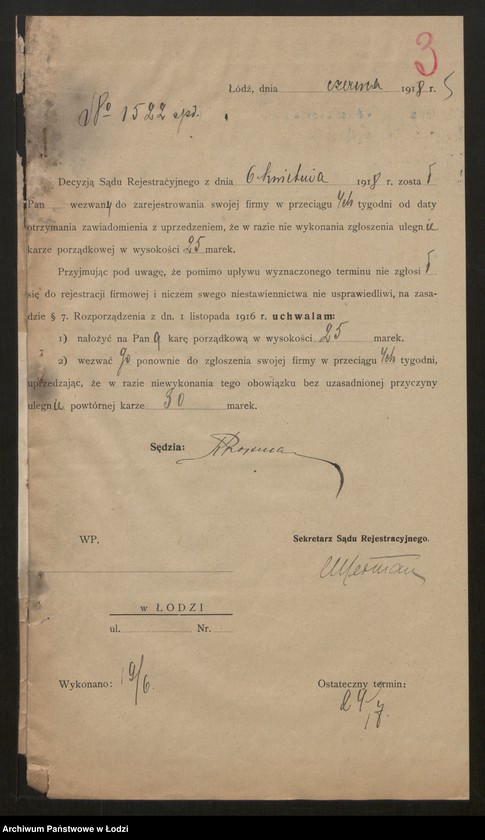 3
Łódź, dnia czerwca 1918 r.
No 1522
Decyzją Sądu Rejestracyjnego z dnia 6 kwietnia 1918 r. został
Pan wezwany do zarejestrowania swojej firmy w przeciągu 4ch tygodni od daty
otrzymania zawiadomienia z uprzedzeniem, że w razie nie wykonania zgłoszenia ulegnie
karze porządkowej w wysokości 25 marek.
Przyjmując pod uwagę, że pomimo upływu wyznaczonego terminu nie zgłosił
się do rejestracji firmowej i niczem swego niestawiennictwa nie usprawiedliwi, na zasa-
dzie § 7. Rozporządzenia z dn. 1 listopada 1916 r. uchwalam:
1) nałożyć na Pana karę porządkową w wysokości 25 marek.
2) wezwać go ponownie do zgłoszenia swojej firmy w przeciągu 4ch tygodni,
uprzedzając, że w razie niewykonania tego obowiązku bez uzasadnionej przyczyny
ulegnie powtórnej karze 30 marek.
Sędzia:
WP.
Sekretarz Sądu Rejestracyjnego.
w ŁODZI
ul. Nr.
Wykonano: 19/6.
Ostateczny termin:
24/7.
Archiwum Państwowe w Łodzi